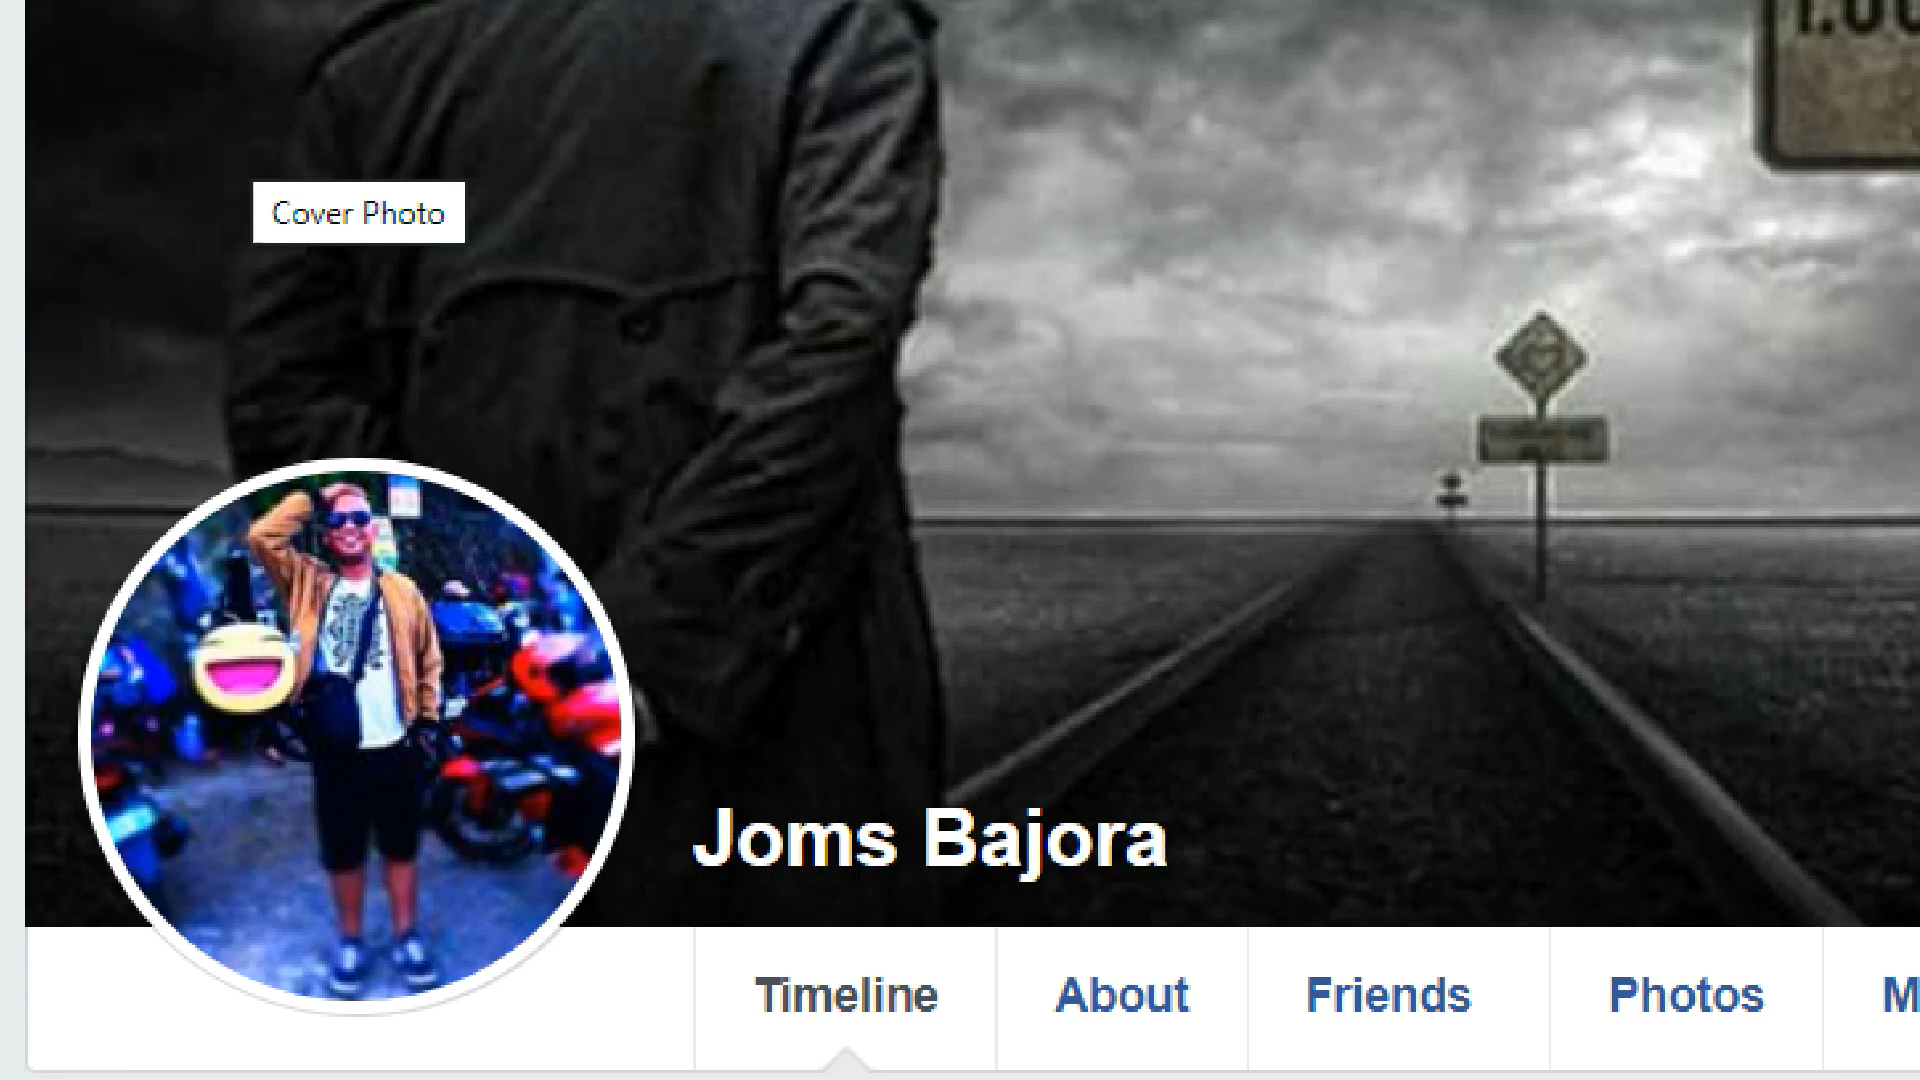 Cover Photo
Joms Bajora
Timeline
About
Friends
Photos